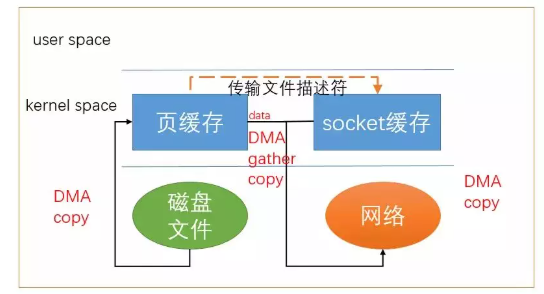 user space
传输文件描述符
kernel space
页缓存
data
socket缓存
DMA
gather
copy
DMA
copy
磁盘
文件
网络
DMA
copy